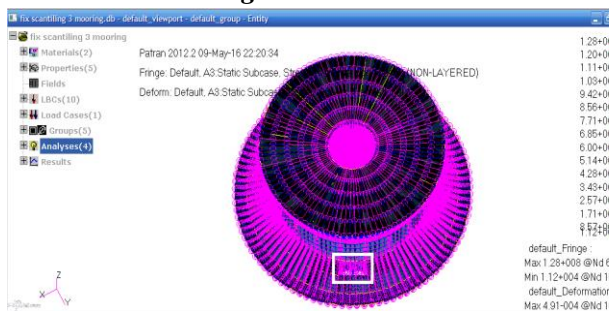 fix scantiling 3 mooring.db - default_viewport - default_group - Entity
fix scantiling 3 mooring
Materials(2)
Properties(5)
Fields
LBCs(10)
Load Cases(1)
Groups(5)
Analyses(4)
Results
Patran 2012.2 09-May-16 22:20:34
Fringe: Default, A3:Static Subcase, (NON-LAYERED)
Deform: Default, A3:Static
1.28+00
1.20+00
1.11+00
1.03+00
9.42+00
8.56+00
7.71+00
6.85+00
6.00+00
5.14+00
4.28+00
3.43+00
2.57+00
1.71+00
default_Fringe :
Max 1.28+008 @Nd 6
Min 1.12+004 @Nd 1
default_Deformation
Max 4.91-004 @Nd 1
Z
X
Y